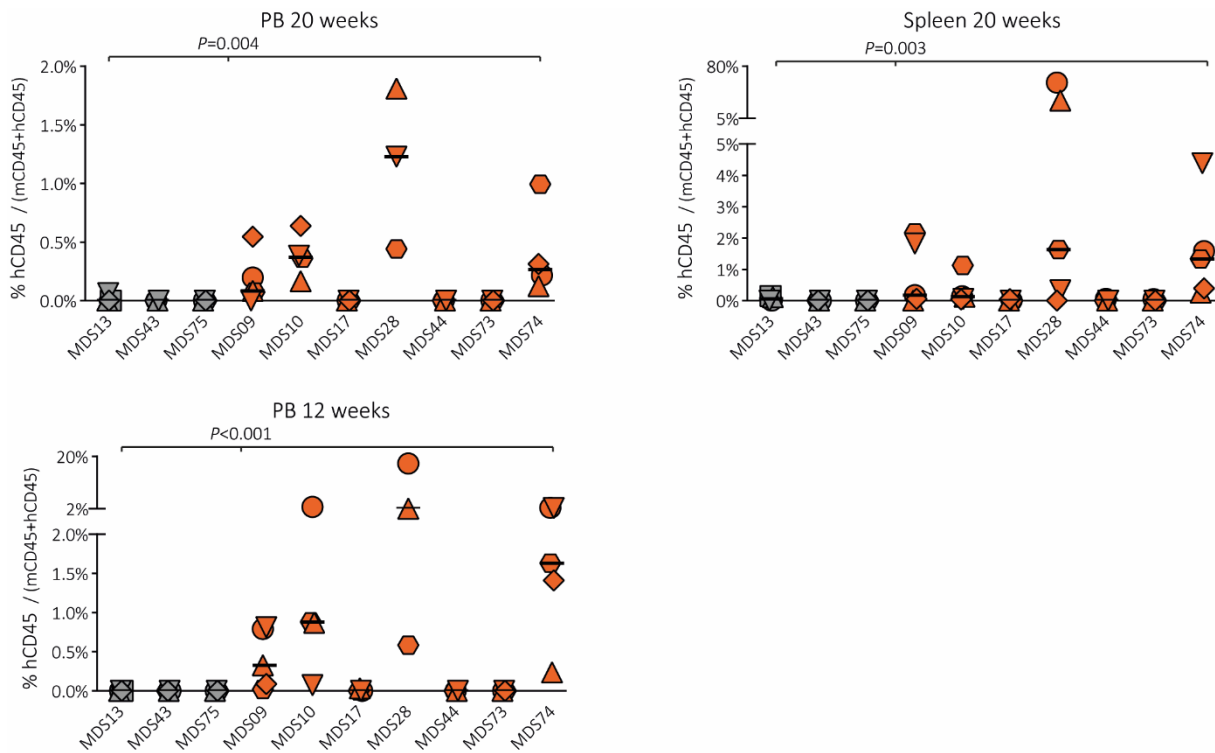 PB 20 weeks
P=0.004
% hCD45 / (mCD45+hCD45)
2.0%
1.5%
1.0%
0.5%
0.0%
MDS13
MDS43
MDS75
MDS09
MDS10
MDS17
MDS28
MDS44
MDS73
MDS74
Spleen 20 weeks
P=0.003
% hCD45 / (mCD45+hCD45)
80%
5%
5%
4%
3%
2%
1%
0%
MDS13
MDS43
MDS75
MDS09
MDS10
MDS17
MDS28
MDS44
MDS73
MDS74
PB 12 weeks
P<0.001
% hCD45 / (mCD45+hCD45)
20%
2%
2.0%
1.5%
1.0%
0.5%
0.0%
MDS13
MDS43
MDS75
MDS09
MDS10
MDS17
MDS28
MDS44
MDS73
MDS74